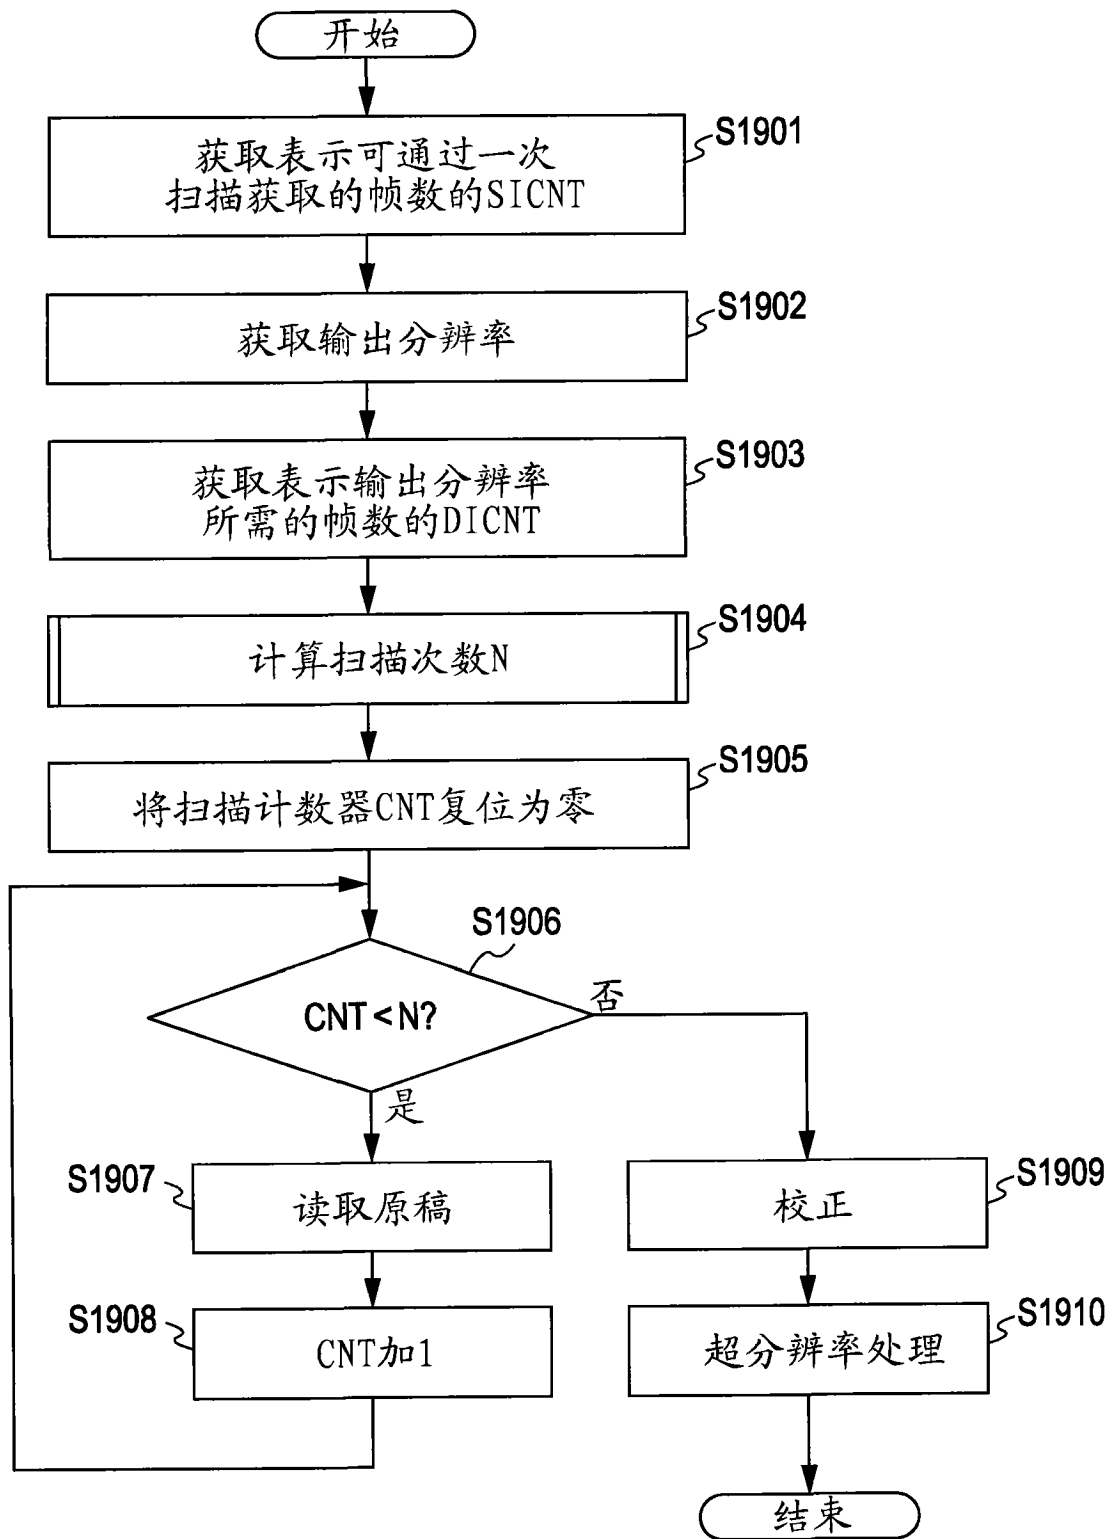 开始
S1901
获取表示可通过一次
扫描获取的帧数的SICNT
S1902
获取输出分辨率
S1903
获取表示输出分辨率
所需的帧数的DICNT
S1904
计算扫描次数N
S1905
将扫描计数器CNT复位为零
S1906
CNT<N?
否
是
S1907
读取原稿
S1909
校正
S1908
CNT加1
S1910
超分辨率处理
结束